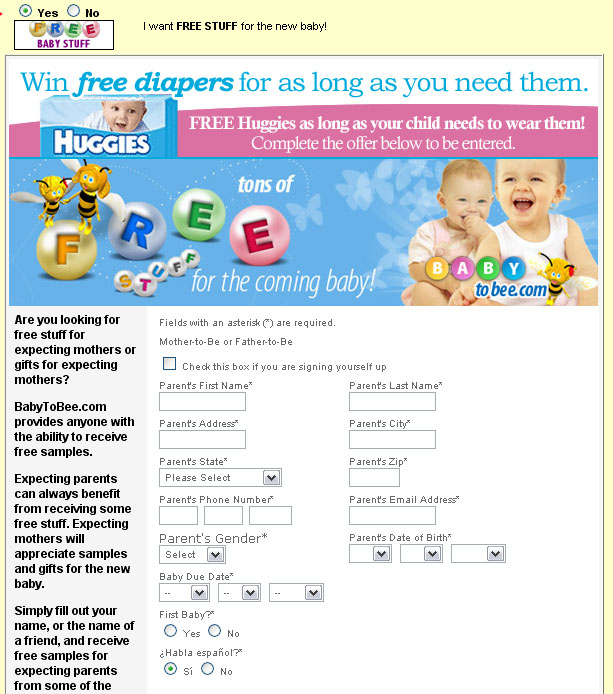 Yes No
FREE
BABY STUFF
I want FREE STUFF for the new baby!
Win free diapers for as long as you need them.
HUGGIES
FREE Huggies as long as your child needs to wear them!
Complete the offer below to be entered.
tons of
FREE
STUFF
for the coming baby!
BABY
to bee.com
Are you looking for
free stuff for
expecting mothers or
gifts for expecting
mothers?
BabyToBee.com
provides anyone with
the ability to receive
free samples.
Expecting parents
can always benefit
from receiving some
free stuff. Expecting
mothers will
appreciate samples
and gifts for the new
baby.
Simply fill out your
name, or the name of
a friend, and receive
free samples for
expecting parents
from some of the
Fields with an asterisk (*) are required.
Mother-to-Be or Father-to-Be
Check this box if you are signing yourself up
Parent's First Name* Parent's Last Name*
Parent's Address* Parent's City*
Parent's State* Parent's Zip*
Please Select
Parent's Phone Number* Parent's Email Address*
Parent's Gender* Parent's Date of Birth*
Select
Baby Due Date*
-- -- --
First Baby?*
Yes No
¿Habla español?*
Sí No